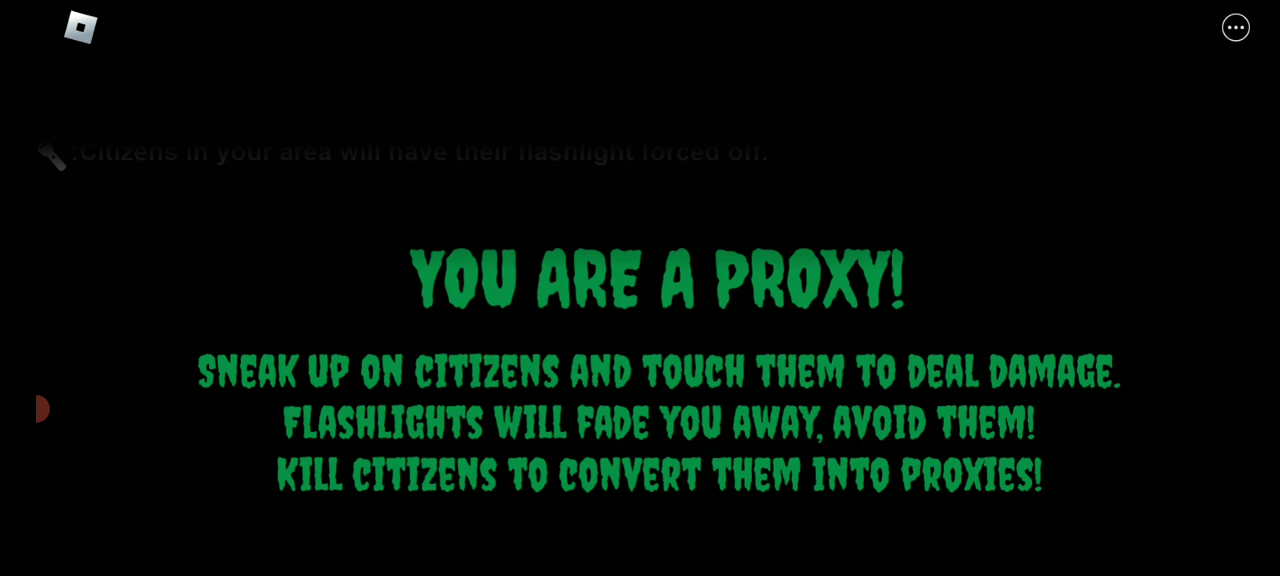 :Citizens in your area will have their flashlight forced off.
YOU ARE A PROXY!
SNEAK UP ON CITIZENS AND TOUCH THEM TO DEAL DAMAGE.
FLASHLIGHTS WILL FADE YOU AWAY, AVOID THEM!
KILL CITIZENS TO CONVERT THEM INTO PROXIES!